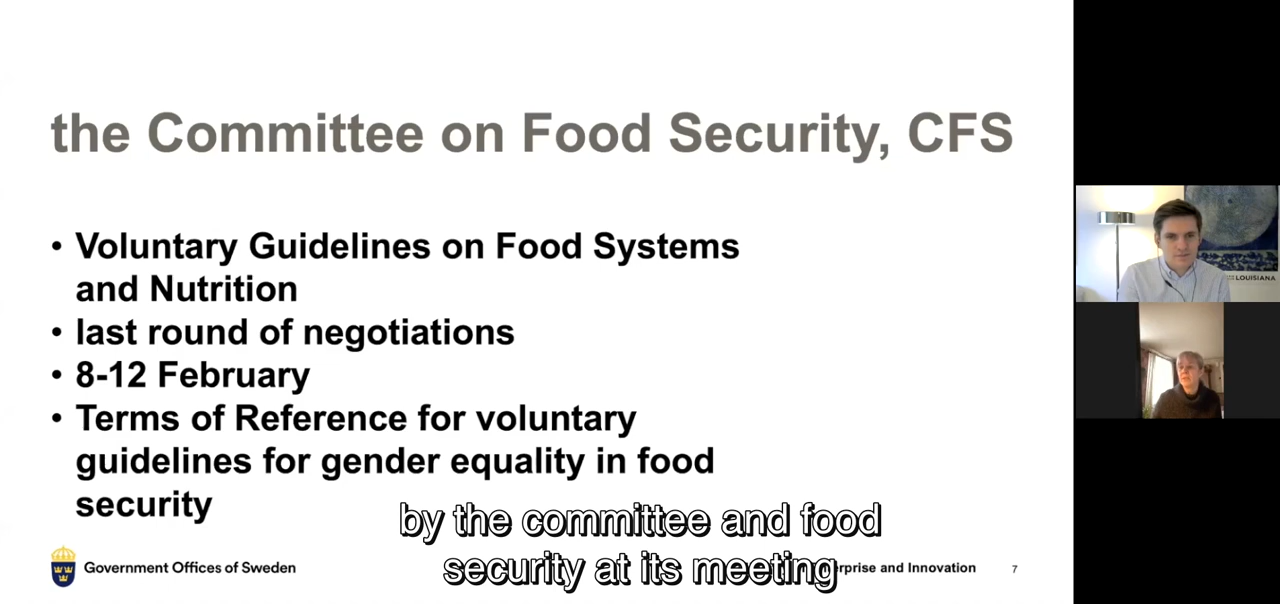 the Committee on Food Security, CFS
• Voluntary Guidelines on Food Systems
and Nutrition
• last round of negotiations
• 8-12 February
• Terms of Reference for voluntary
guidelines for gender equality in food
security
by the committee and food
security at its meeting
Government Offices of Sweden
and Innovation
7
LOUISIANA